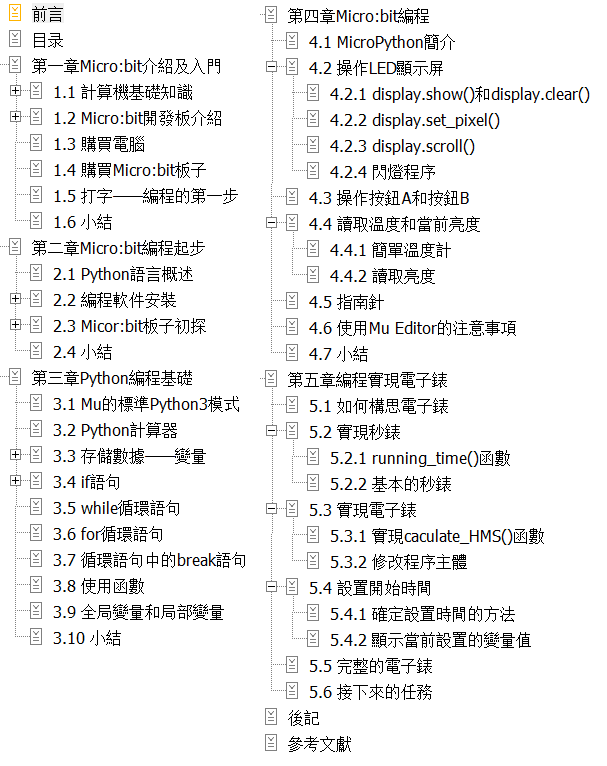 前言
目录
第一章Micro:bit介紹及入門
1.1 計算機基礎知識
1.2 Micro:bit開發板介紹
1.3 購買電腦
1.4 購買Micro:bit板子
1.5 打字——編程的第一步
1.6 小結
第二章Micro:bit編程起步
2.1 Python語言概述
2.2 編程軟件安裝
2.3 Micor:bit板子初探
2.4 小結
第三章Python編程基礎
3.1 Mu的標準Python3模式
3.2 Python計算器
3.3 存儲數據——變量
3.4 if語句
3.5 while循環語句
3.6 for循環語句
3.7 循環語句中的break語句
3.8 使用函數
3.9 全局變量和局部變量
3.10 小結
第四章Micro:bit編程
4.1 MicroPython簡介
4.2 操作LED顯示屏
4.2.1 display.show()和display.clear()
4.2.2 display.set_pixel()
4.2.3 display.scroll()
4.2.4 閃燈程序
4.3 操作按鈕A和按鈕B
4.4 讀取溫度和當前亮度
4.4.1 簡單溫度計
4.4.2 讀取亮度
4.5 指南針
4.6 使用Mu Editor的注意事項
4.7 小結
第五章編程實現電子錶
5.1 如何構思電子錶
5.2 實現秒錶
5.2.1 running_time()函數
5.2.2 基本的秒錶
5.3 實現電子錶
5.3.1 實現caculate_HMS()函數
5.3.2 修改程序主體
5.4 設置開始時間
5.4.1 確定設置時間的方法
5.4.2 顯示當前設置的變量值
5.5 完整的電子錶
5.6 接下來的任務
後記
參考文獻